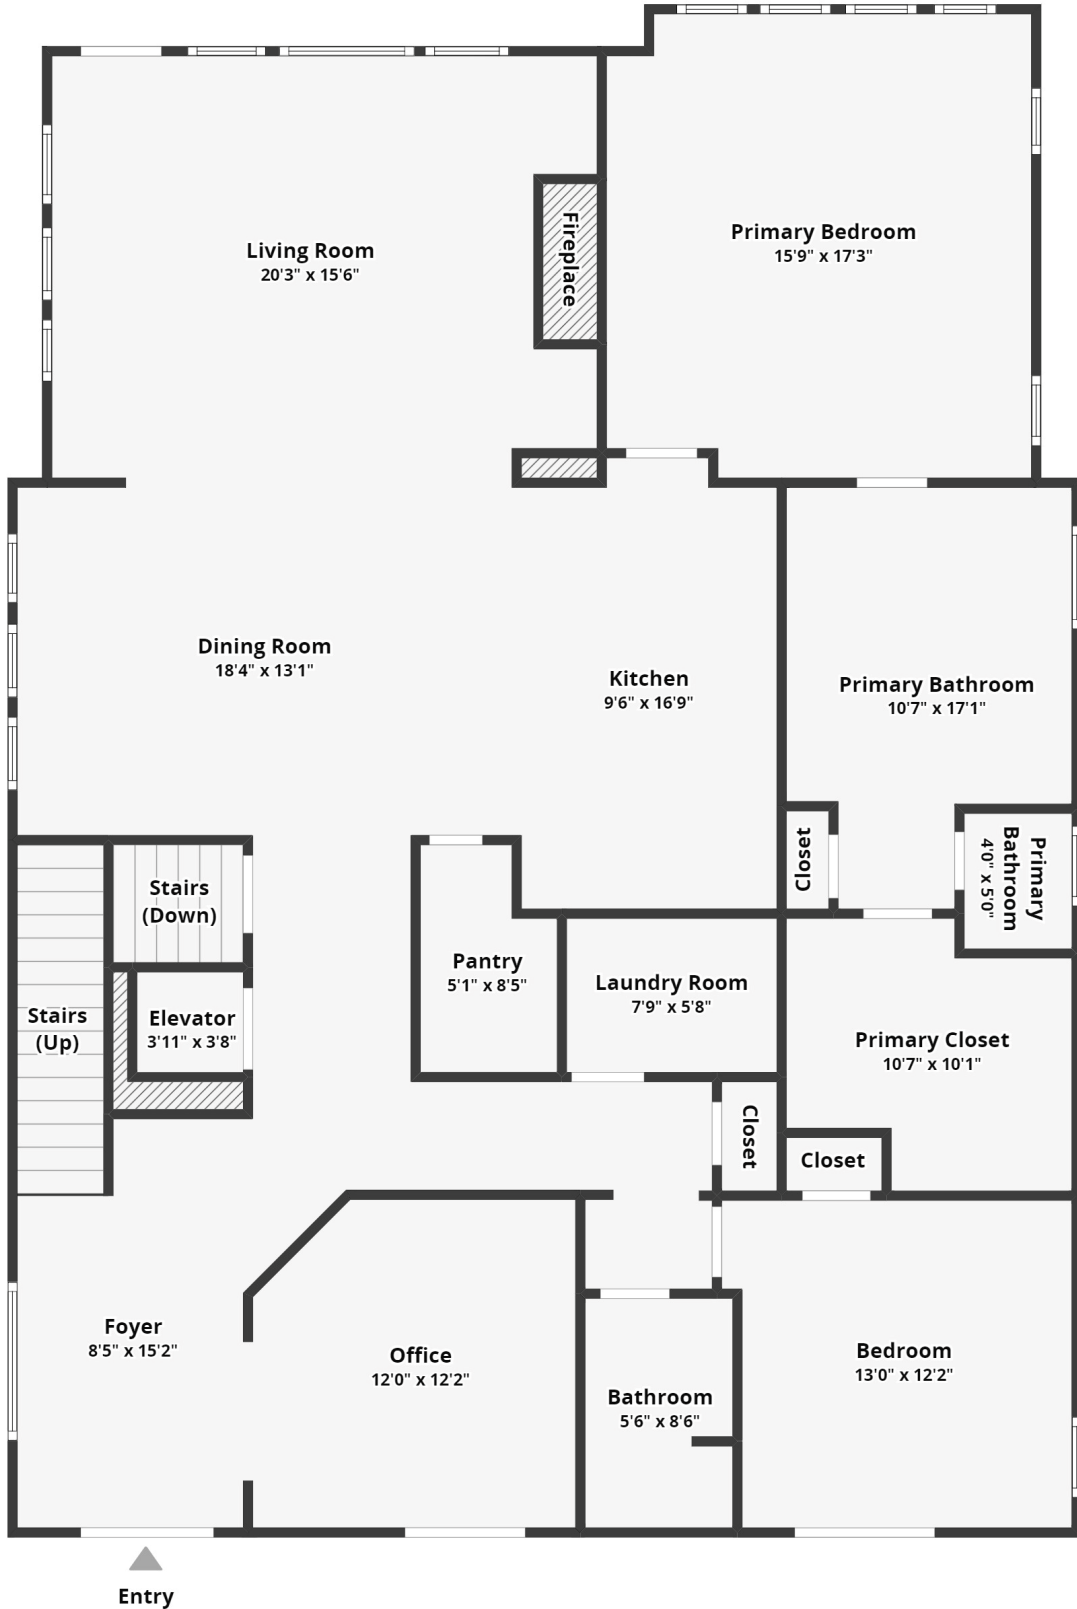 Living Room
20'3" x 15'6"
Fireplace
Primary Bedroom
15'9" x 17'3"
Dining Room
18'4" x 13'1"
Kitchen
9'6" x 16'9"
Primary Bathroom
10'7" x 17'1"
Closet
Primary
Bathroom
4'0" x 5'0"
Stairs
(Down)
Pantry
5'1" x 8'5"
Laundry Room
7'9" x 5'8"
Elevator
3'11" x 3'8"
Stairs
(Up)
Primary Closet
10'7" x 10'1"
Closet
Closet
Foyer
8'5" x 15'2"
Office
12'0" x 12'2"
Bathroom
5'6" x 8'6"
Bedroom
13'0" x 12'2"
Entry